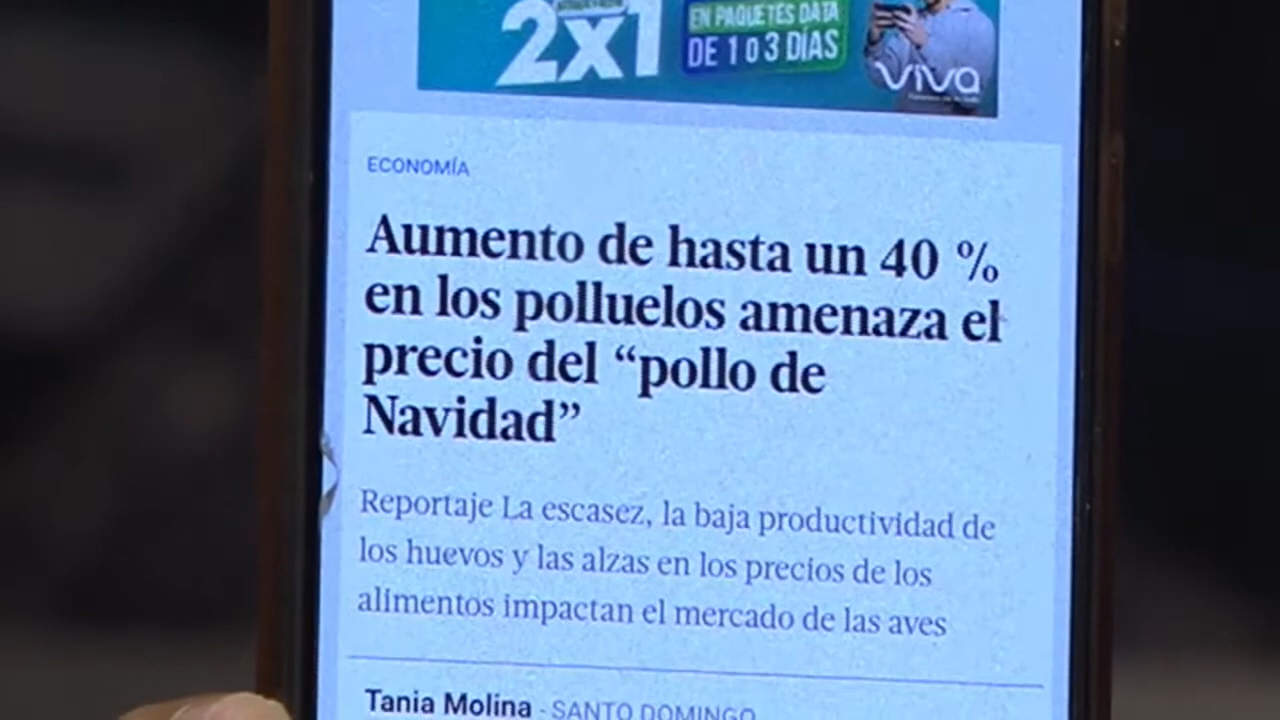 2x1
EN PAQUETES DATA
DE 1 O 3 DÍAS
viva
ECONOMÍA
Aumento de hasta un 40 %
en los polluelos amenaza el
precio del “pollo de
Navidad”
Reportaje La escasez, la baja productividad de
los huevos y las alzas en los precios de los
alimentos impactan el mercado de las aves
Tania Molina - SANTO DOMINGO